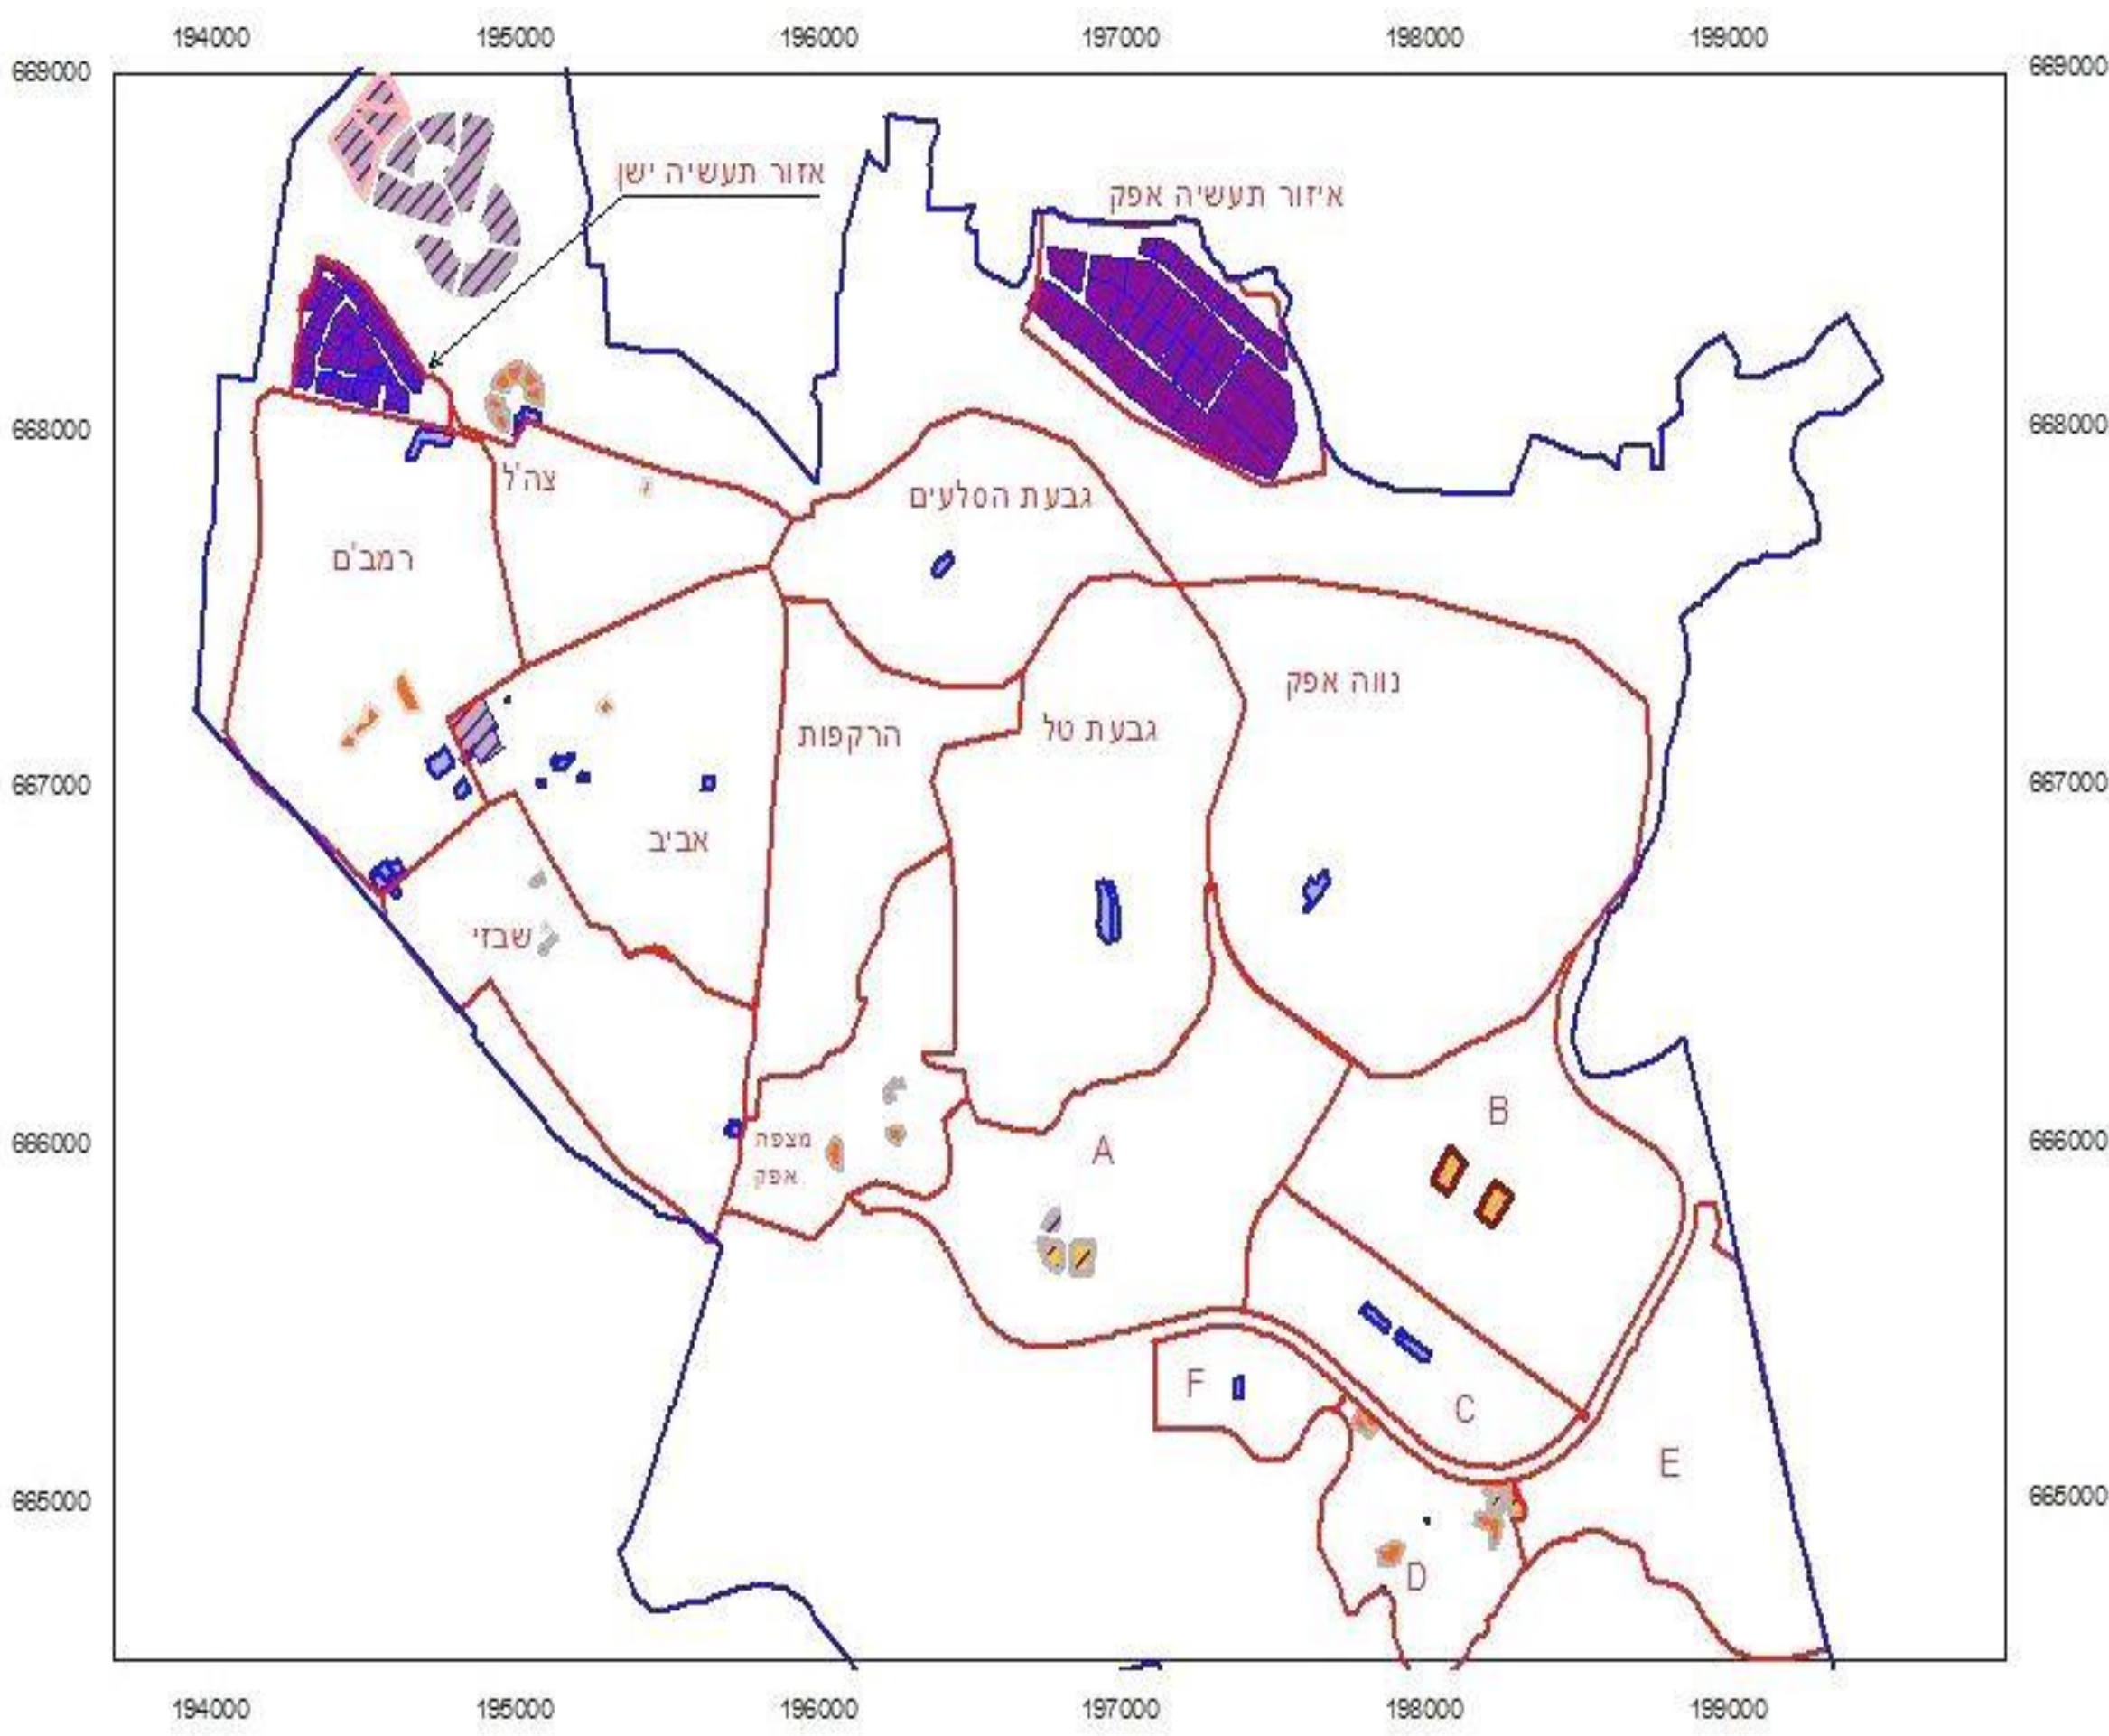 194000 195000 196000 197000 198000 199000
669000 669000
אזור תעשיה ישן
איזור תעשיה אפק
668000 668000
צה'ל
גבעת הסלעים
רמב'ם
נווה אפק
הרקפות
גבעת טל
667000 667000
אביב
שבזי
B
666000 666000
מצפה
A
אפק
F
C
E
665000 665000
D
194000 195000 196000 197000 198000 199000